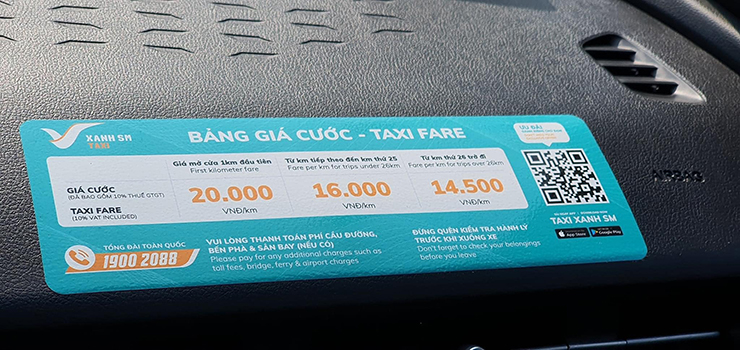 XANH SM
TAXI
BẢNG GIÁ CƯỚC - TAXI FARE
ƯU ĐÃI
Giá mở cửa 1km đầu tiên
First kilometer fare
Từ km tiếp theo đến km thứ 25
Fare per km for trips under 26km
Từ km thứ 26 trở đi
Fare per km for trips over 26km
GIÁ CƯỚC
(ĐÃ BAO GỒM 10% THUẾ GTGT)
TAXI FARE
(10% VAT INCLUDED)
20.000
VNĐ/km
16.000
VNĐ/km
14.500
VNĐ/km
TAXI XANH SM
App Store
Google Play
TỔNG ĐÀI TOÀN QUỐC
1900 2088
VUI LÒNG THANH TOÁN PHÍ CẦU ĐƯỜNG,
BẾN PHÀ & SÂN BAY (NẾU CÓ)
Please pay for any additional charges such as
toll fees, bridge, ferry & airport charges
ĐỪNG QUÊN KIỂM TRA HÀNH LÝ
TRƯỚC KHI XUỐNG XE
Don't forget to check your belongings
before you leave
AIRBAG